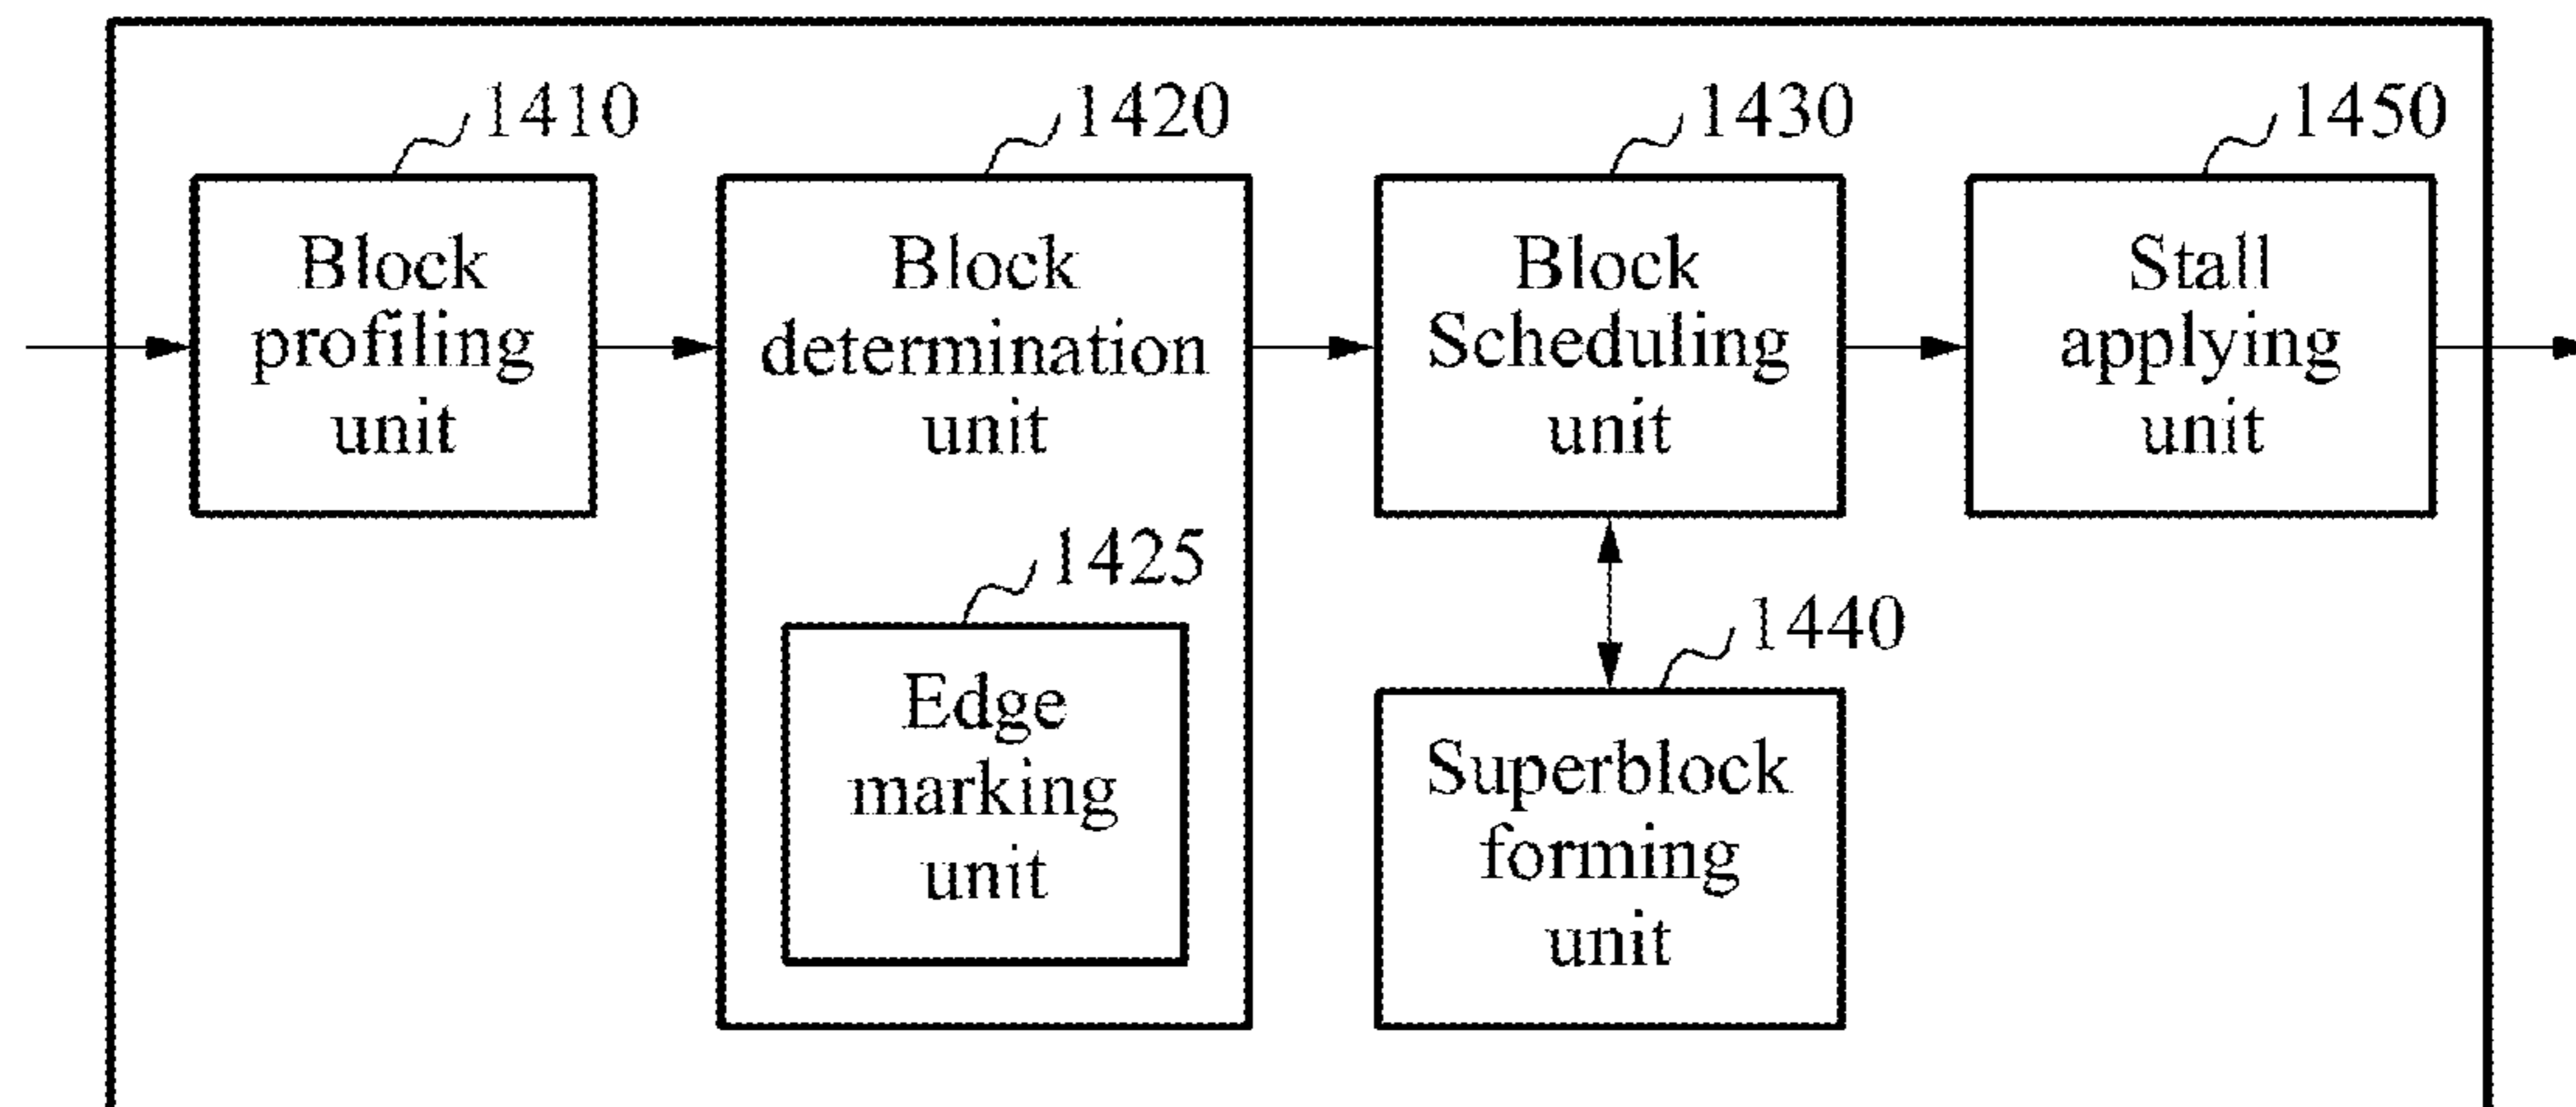 1410
Block
profiling
unit
1420
Block
determination
unit
1425
Edge
marking
unit
1430
Block
Scheduling
unit
1440
Superblock
forming
unit
1450
Stall
applying
unit